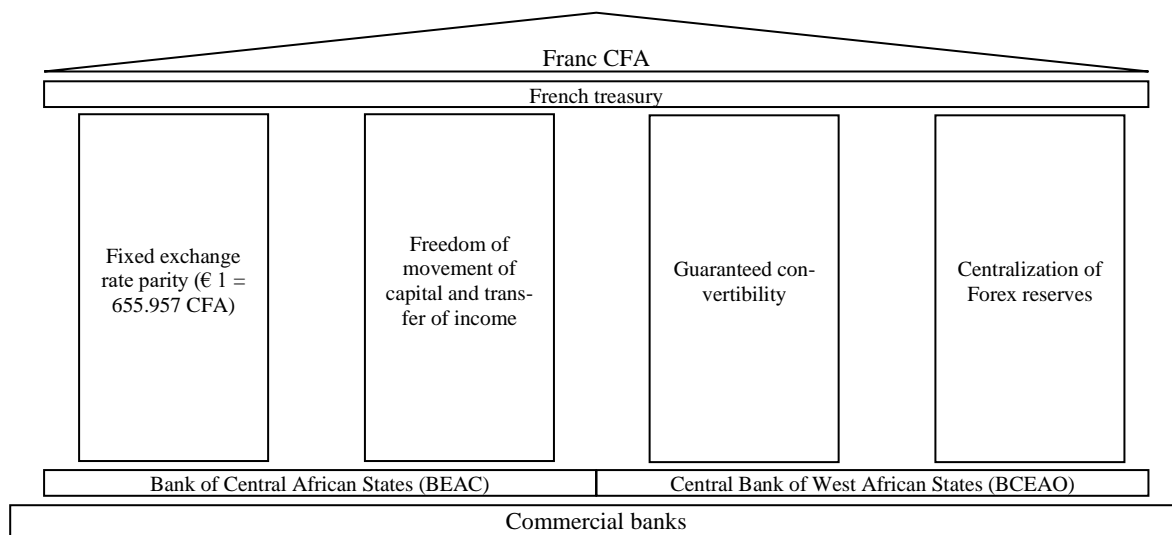 Franc CFA
French treasury
Fixed exchange
rate parity (€ 1 =
655.957 CFA)
Freedom of
movement of
capital and trans-
fer of income
Guaranteed con-
vertibility
Centralization of
Forex reserves
Bank of Central African States (BEAC)
Central Bank of West African States (BCEAO)
Commercial banks